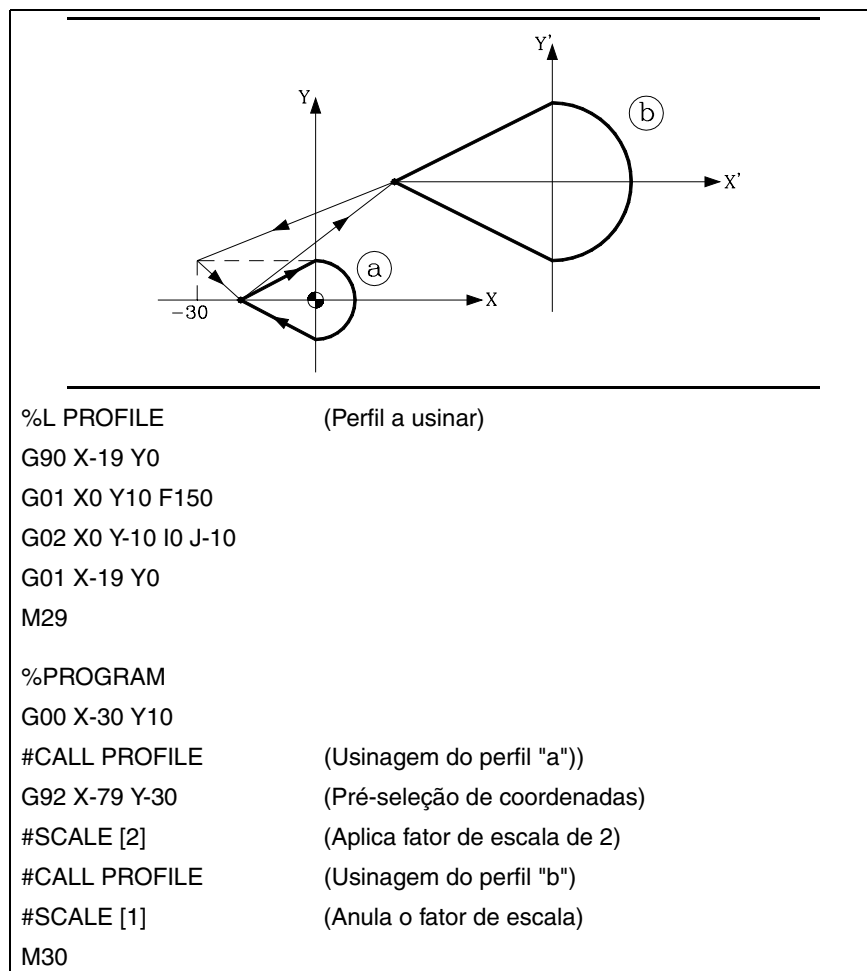 Y'
Y
b
X'
a
X
−30
%L PROFILE (Perfil a usinar)
G90 X-19 Y0
G01 X0 Y10 F150
G02 X0 Y-10 I0 J-10
G01 X-19 Y0
M29
%PROGRAM
G00 X-30 Y10
#CALL PROFILE (Usinagem do perfil "a"))
G92 X-79 Y-30 (Pré-seleção de coordenadas)
#SCALE [2] (Aplica fator de escala de 2)
#CALL PROFILE (Usinagem do perfil "b")
#SCALE [1] (Anula o fator de escala)
M30